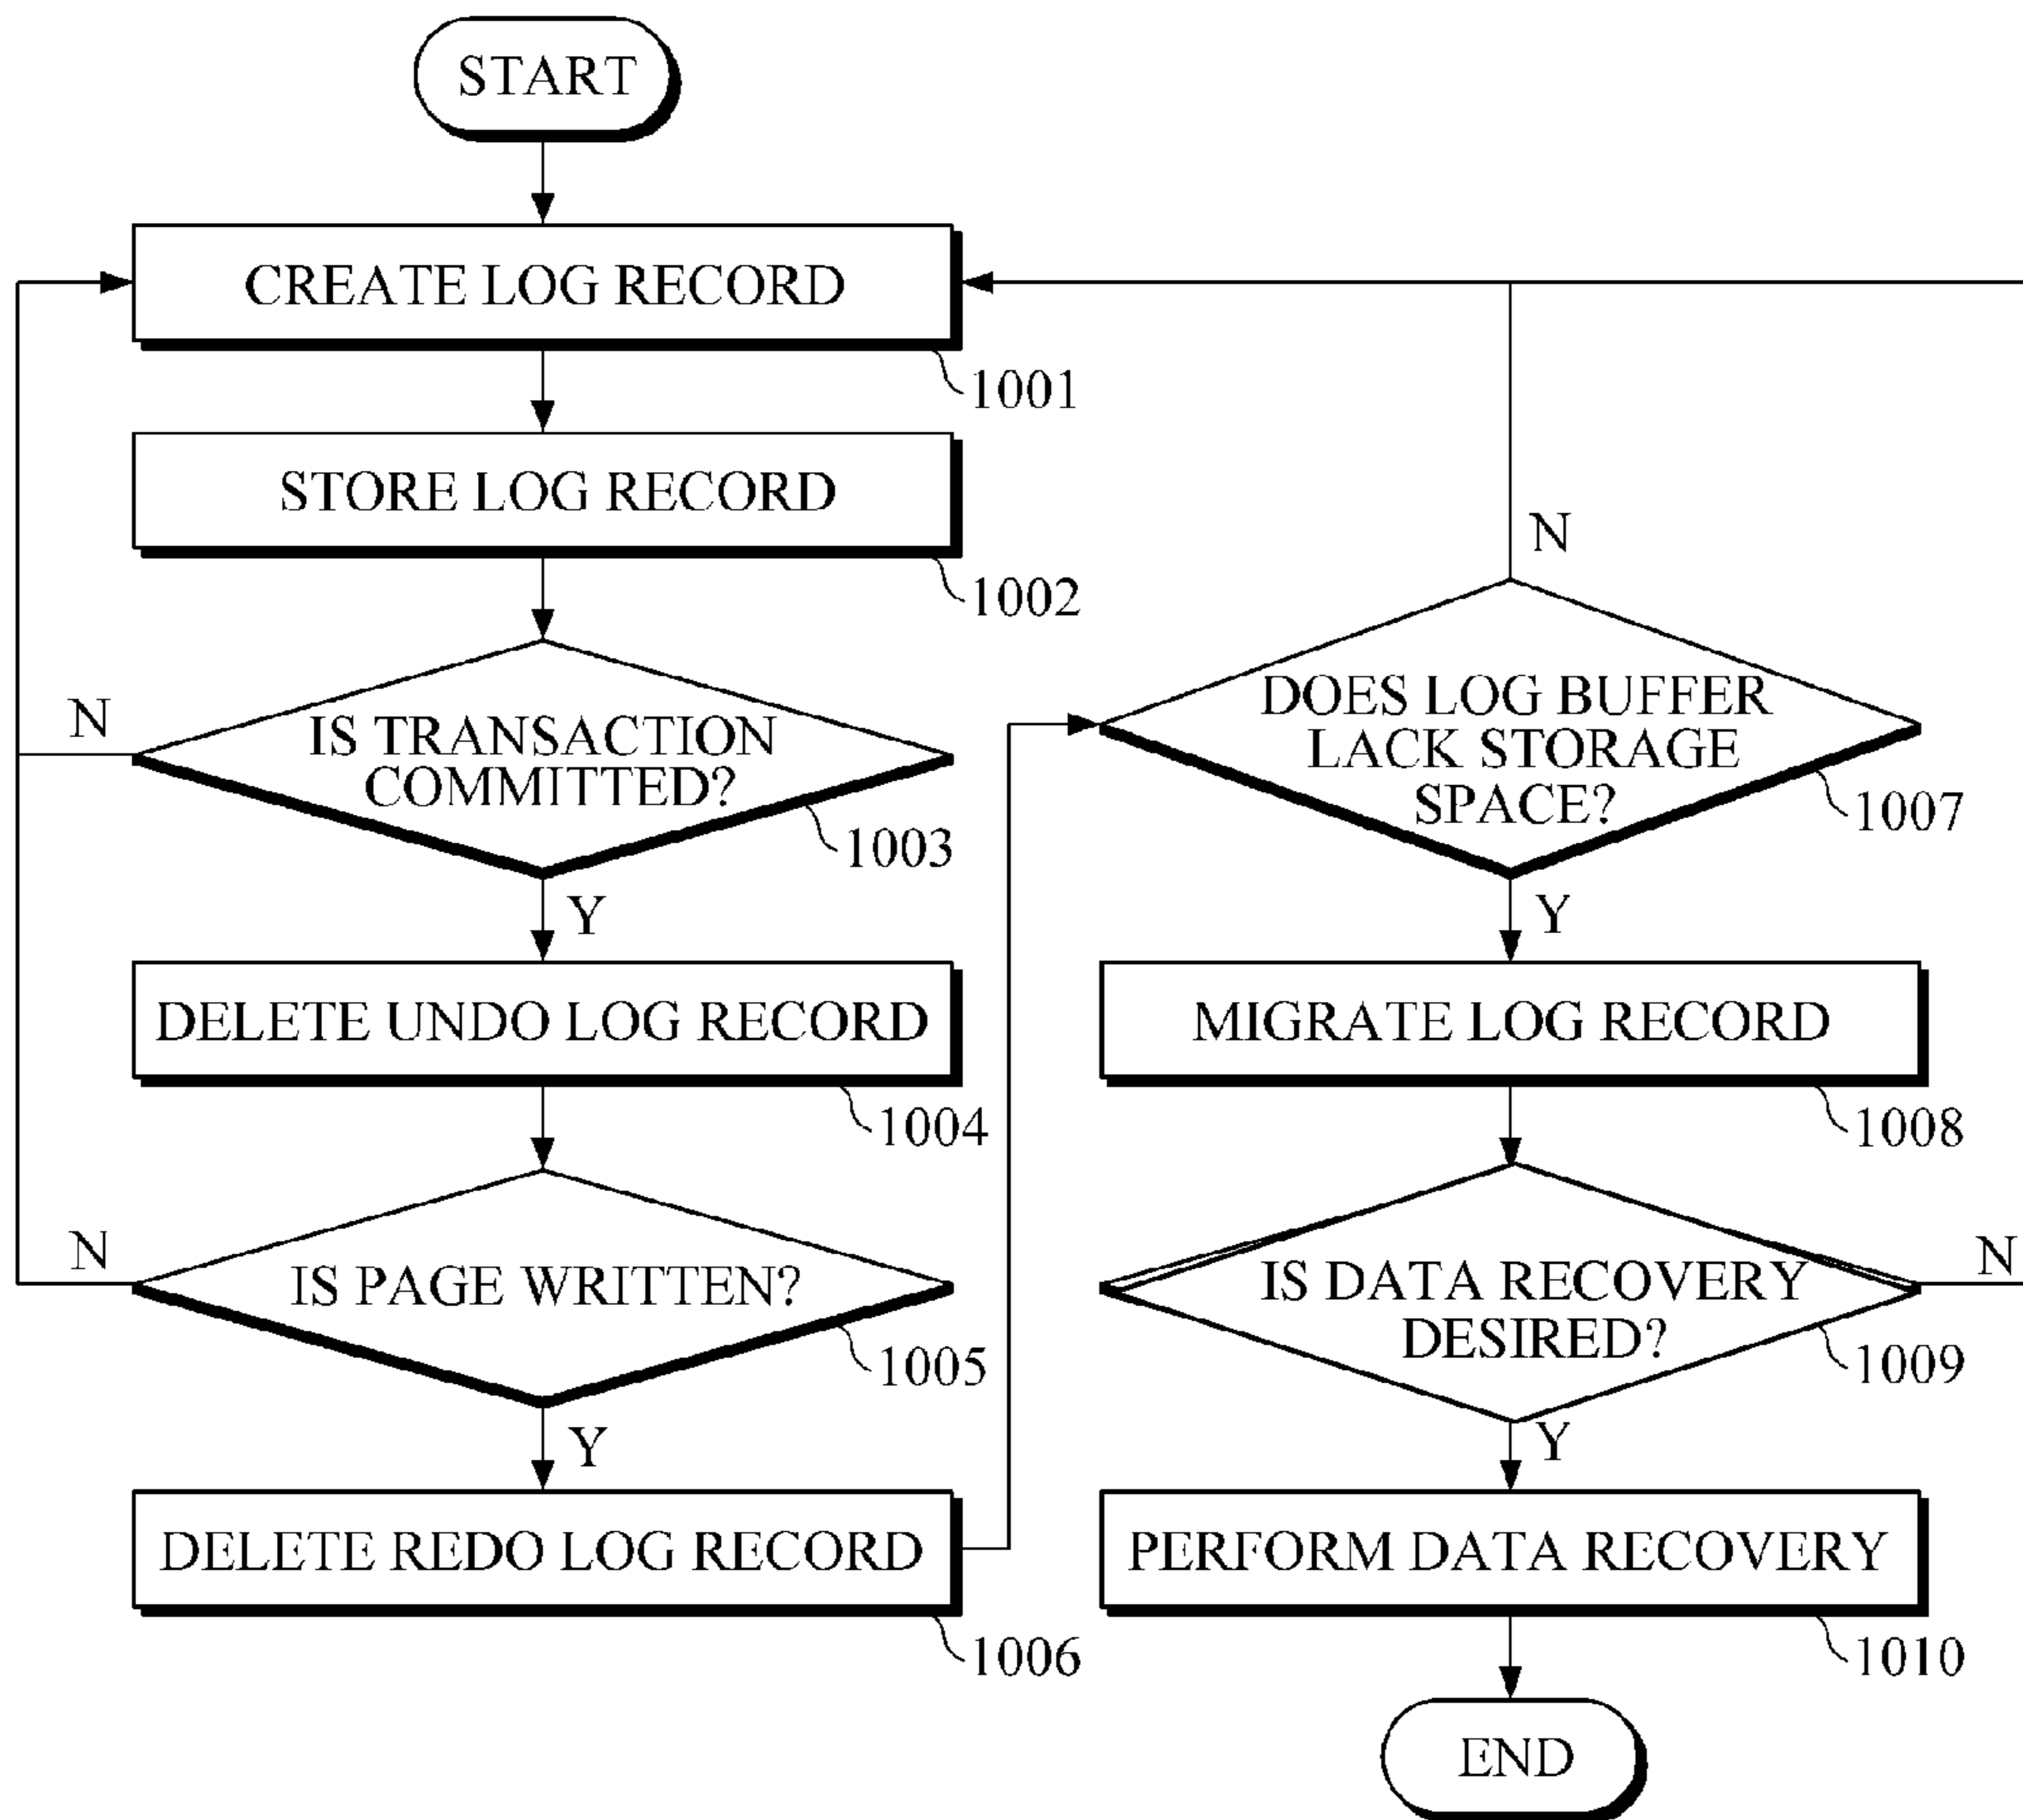 START
CREATE LOG RECORD
1001
STORE LOG RECORD
1002
N
IS TRANSACTION
COMMITTED?
1003
Y
DELETE UNDO LOG RECORD
1004
N
IS PAGE WRITTEN?
1005
Y
DELETE REDO LOG RECORD
1006
N
DOES LOG BUFFER
LACK STORAGE
SPACE?
1007
Y
MIGRATE LOG RECORD
1008
N
IS DATA RECOVERY
DESIRED?
1009
Y
PERFORM DATA RECOVERY
1010
END